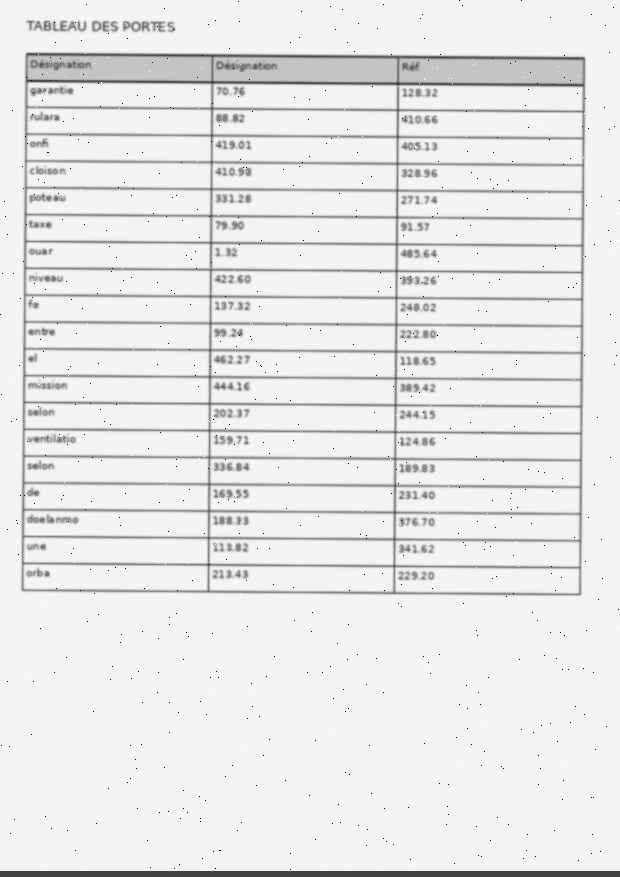 TABLEAU DES PORTES
Désignation Désignation Réf
garantie 70.76 128.32
rulara 88.82 410.66
onfi 419.01 405.13
cloison 410.93 328.96
poteau 331.28 271.74
taxe 79.90 91.57
ouar 1.32 485.64
niveau 422.60 393.26
fe 137.32 248.02
entre 99.24 222.80
el 462.27 118.65
mission 444.16 389.42
selon 202.37 244.15
ventilatio 159.71 124.86
selon 336.84 189.83
de 169.55 231.40
doelanmo 188.33 376.70
une 113.82 341.62
orba 213.43 229.20